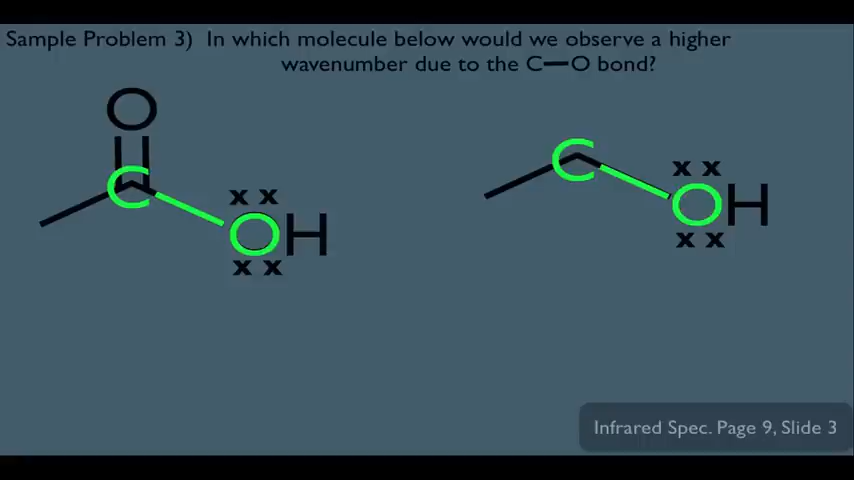 Sample Problem 3) In which molecule below would we observe a higher
wavenumber due to the C—O bond?
O
C
x x
OH
x x
C
x x
OH
x x
Infrared Spec. Page 9, Slide 3